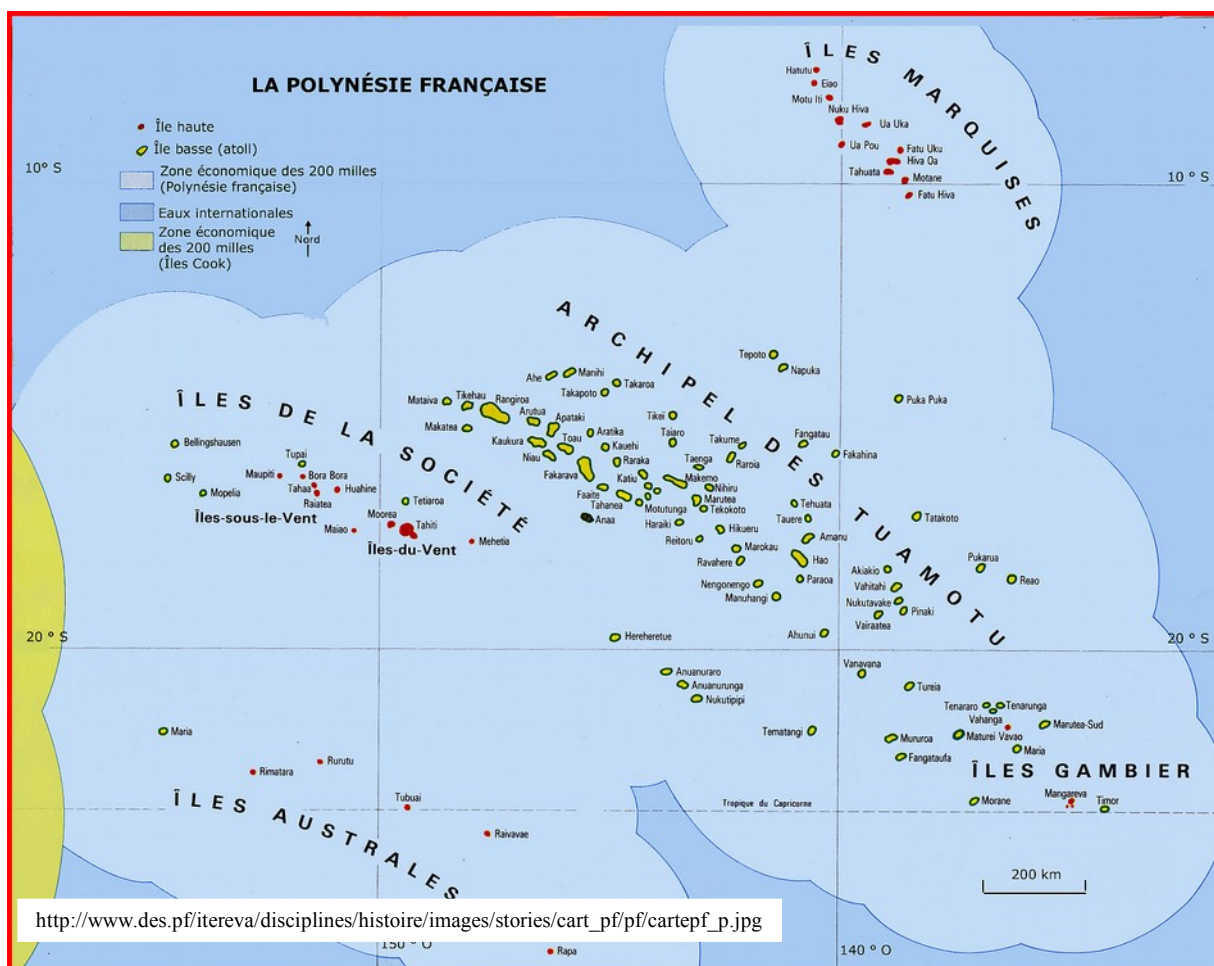 LA POLYNÉSIE FRANÇAISE
Île haute
Île basse (atoll)
Zone économique des 200 milles
(Polynésie française)
Eaux internationales
Zone économique
des 200 milles
(Îles Cook)
Nord
10° S
10 ° S
ÎLES MARQUISES
Hatutu
Eiao
Motu Iti
Nuku Hiva
Ua Uka
Ua Pou
Fatu Uku
Hiva Oa
Tahuata
Motane
Fatu Hiva
ARCHIPEL DES TUAMOTU
Tepoto
Napuka
Ahe
Manihi
Takaroa
Takapoto
Puka Puka
Mataiva
Tikehau
Rangiroa
Arutua
Apataki
Tikei
Makatea
Kaukura
Toau
Aratika
Taiaro
Takume
Fangatau
Niau
Kauehi
Fakahina
Fakarava
Raraka
Taenga
Raroia
Katiu
Makemo
Nihiru
Faaite
Tahanea
Motutunga
Marutea
Tekokoto
Tehuata
Anaa
Haraiki
Hikueru
Tauere
Tatakoto
Reitoru
Marokau
Amanu
Ravahere
Hao
Akiakio
Pukarua
Reao
Nengonengo
Paraoa
Vahitahi
Manuhangi
Nukutavake
Pinaki
Vairaatea
Hereheretue
Ahunui
ÎLES DE LA SOCIÉTÉ
Bellingshausen
Tupai
Scilly
Maupiti
Bora Bora
Mopelia
Tahaa
Huahine
Raiatea
Tetiaroa
Îles-sous-le-Vent
Moorea
Tahiti
Maiao
Îles-du-Vent
Mehetia
20 ° S
20 ° S
Anuanuraro
Anuanurunga
Nukutipipi
Vanavana
Tureia
Tenararo
Tenarunga
Vahanga
Marutea-Sud
Tematangi
Mururoa
Maturei Vavao
Maria
Fangataufa
ÎLES GAMBIER
Morane
Mangareva
Timor
Tropique du Capricorne
Maria
Rurutu
Rimatara
ÎLES AUSTRALES
Tubuai
Raivavae
200 km
http://www.des.pf/itereva/disciplines/histoire/images/stories/cart_pf/pf/cartepf_p.jpg
150 ° O
140 ° O
Rapa